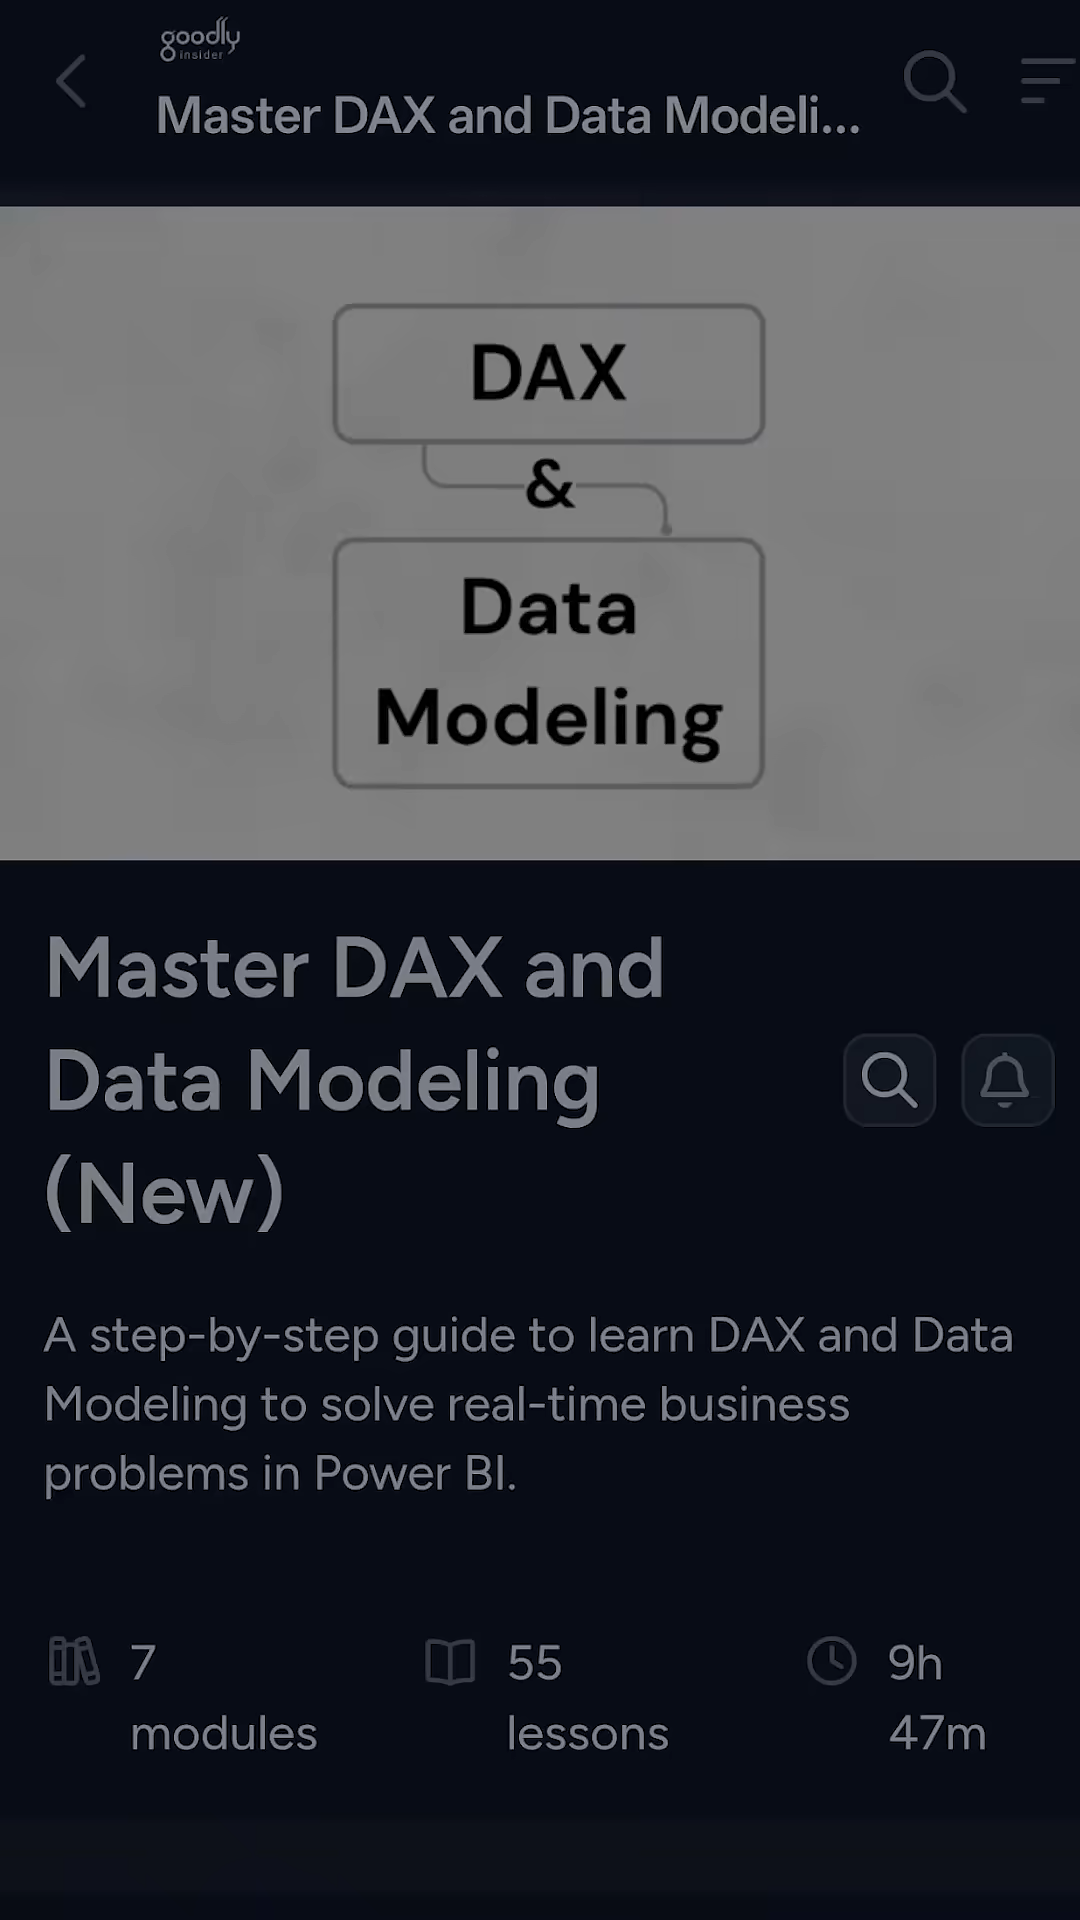 goodly
insider
Master DAX and Data Modeli...
DAX
&
Data
Modeling
Master DAX and
Data Modeling
(New)
A step-by-step guide to learn DAX and Data
Modeling to solve real-time business
problems in Power BI.
7
modules
55
lessons
9h
47m